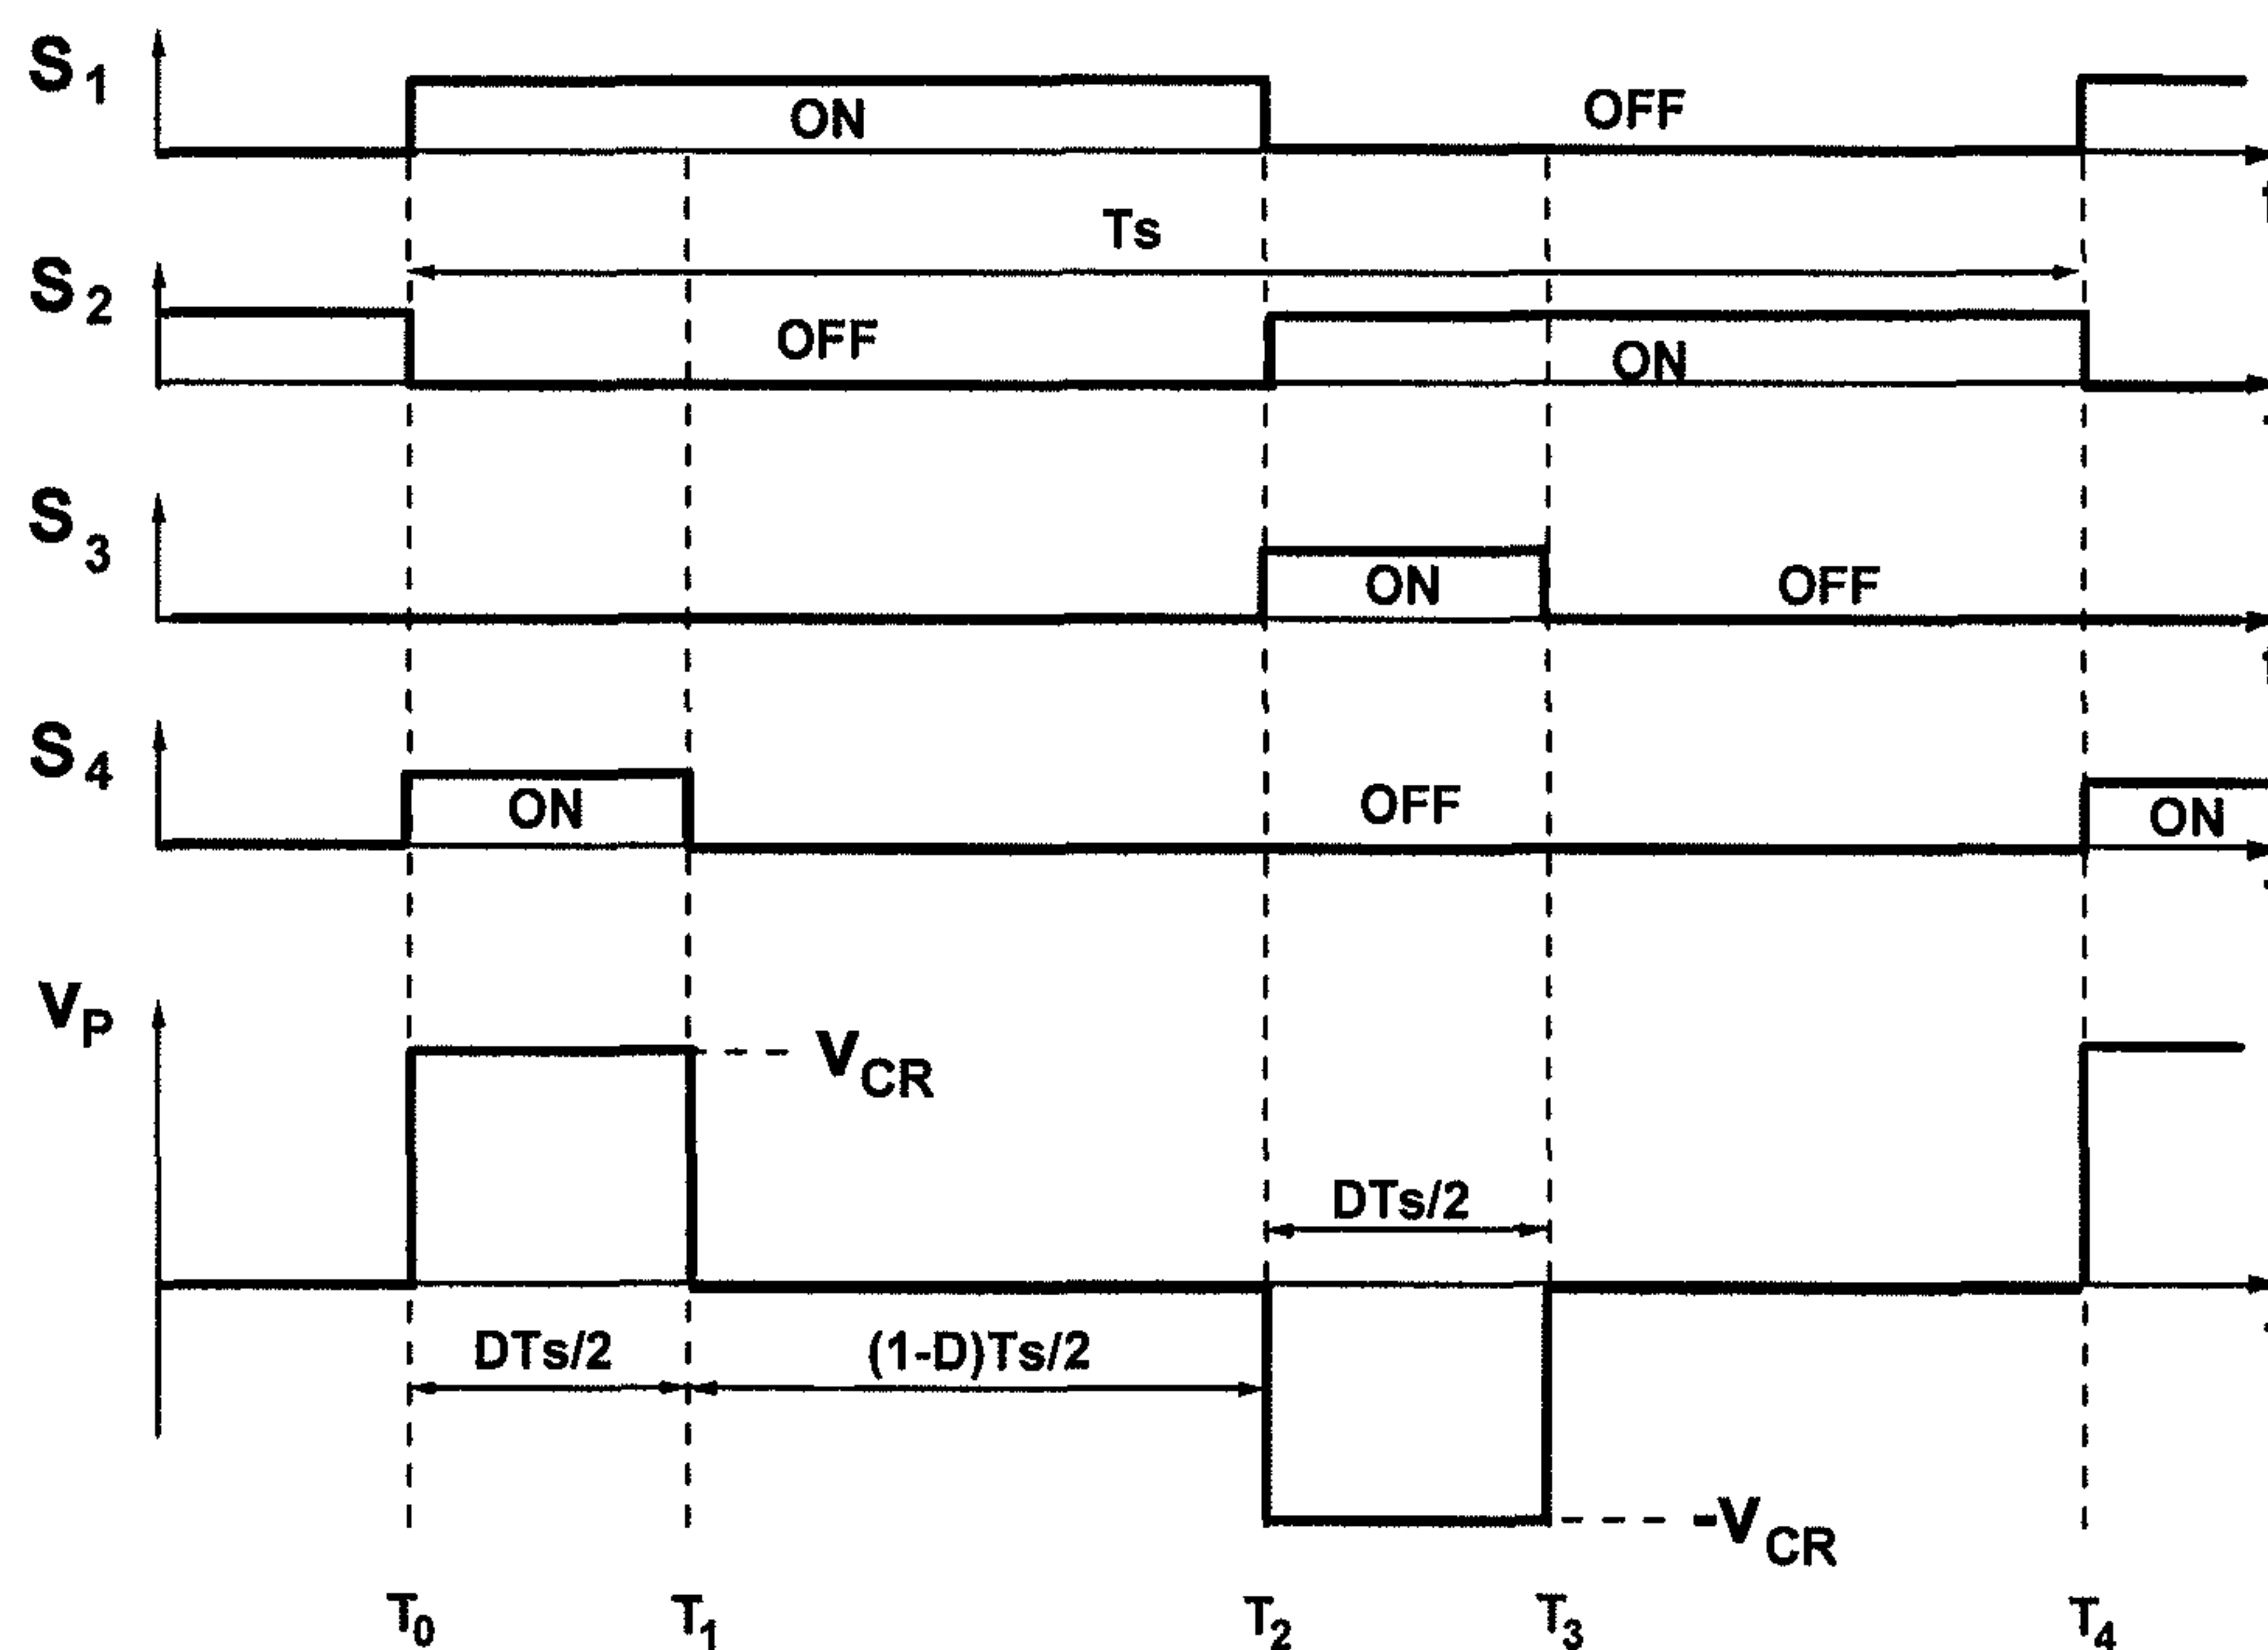 S1
ON
OFF
t
Ts
S2
OFF
ON
S3
ON
OFF
t
S4
ON
OFF
ON
VP
VCR
DTs/2
DTs/2
(1-D)Ts/2
-VCR
T0 T1 T2 T3 T4